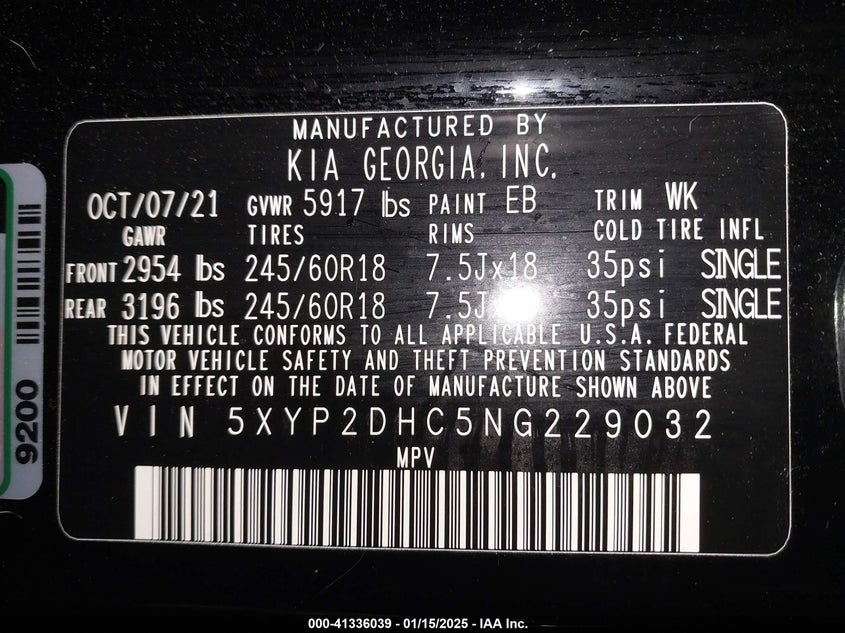 MANUFACTURED BY
KIA GEORGIA, INC.
OCT/07/21 GVWR 5917 lbs PAINT EB TRIM WK
GAWR TIRES RIMS COLD TIRE INFL
FRONT 2954 lbs 245/60R18 7.5Jx18 35psi SINGLE
REAR 3196 lbs 245/60R18 7.5Jx 35psi SINGLE
THIS VEHICLE CONFORMS TO ALL APPLICABLE U.S.A. FEDERAL
MOTOR VEHICLE SAFETY AND THEFT PREVENTION STANDARDS
IN EFFECT ON THE DATE OF MANUFACTURE SHOWN ABOVE
VIN 5XYP2DHC5NG229032
MPV
9200
000-41336039 - 01/15/2025 - IAA Inc.